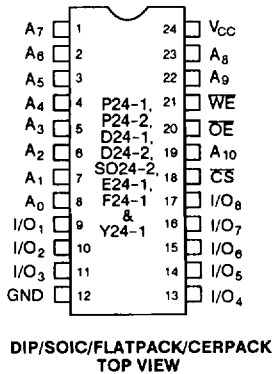 A7 1 24 VCC
A6 2 23 A8
A5 3 22 A9
A4 4 P24-1, 21 W̅E̅
A3 5 P24-2, D24-1, 20 O̅E̅
A2 6 D24-2, 19 A10
A1 7 SO24-2, E24-1, 18 C̅S̅
A0 8 F24-1 17 I/O8
I/O1 9 & 16 I/O7
I/O2 10 Y24-1 15 I/O6
I/O3 11 14 I/O5
GND 12 13 I/O4
DIP/SOIC/FLATPACK/CERPACK
TOP VIEW